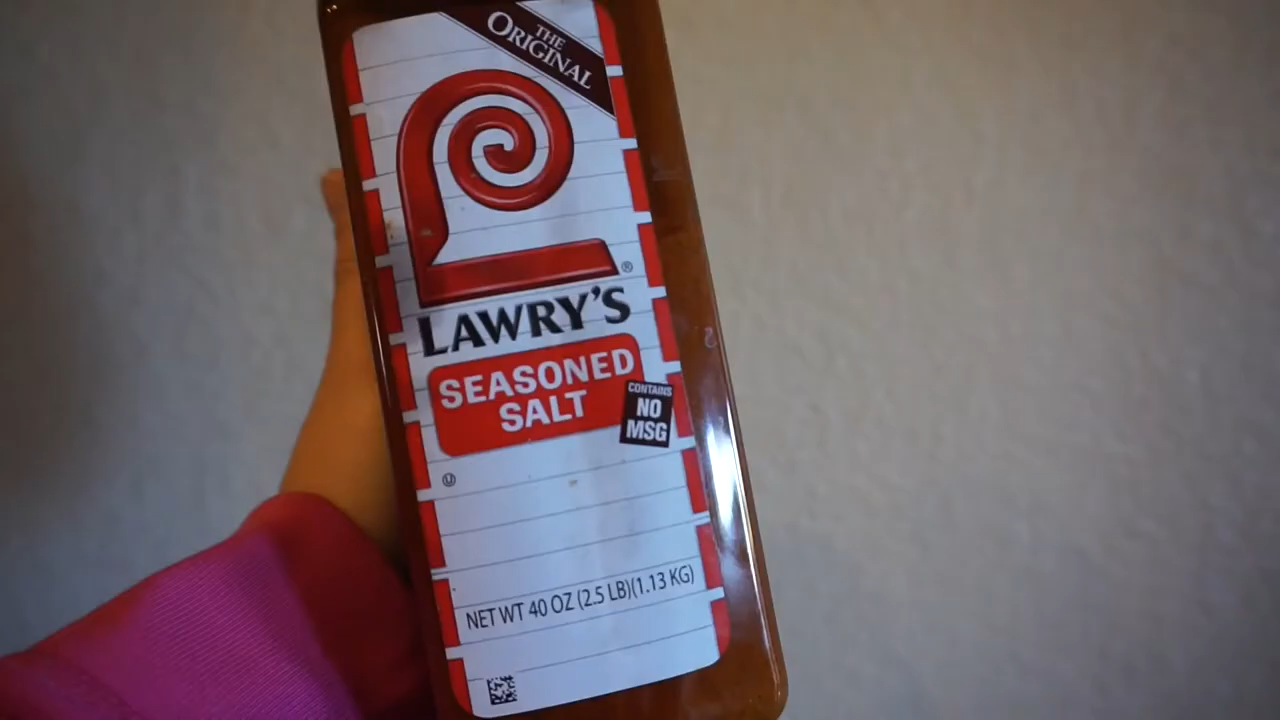 THE
ORIGINAL
LAWRY'S
SEASONED
SALT
CONTAINS
NO
MSG
NET WT 40 OZ (2.5 LB)(1.13 KG)